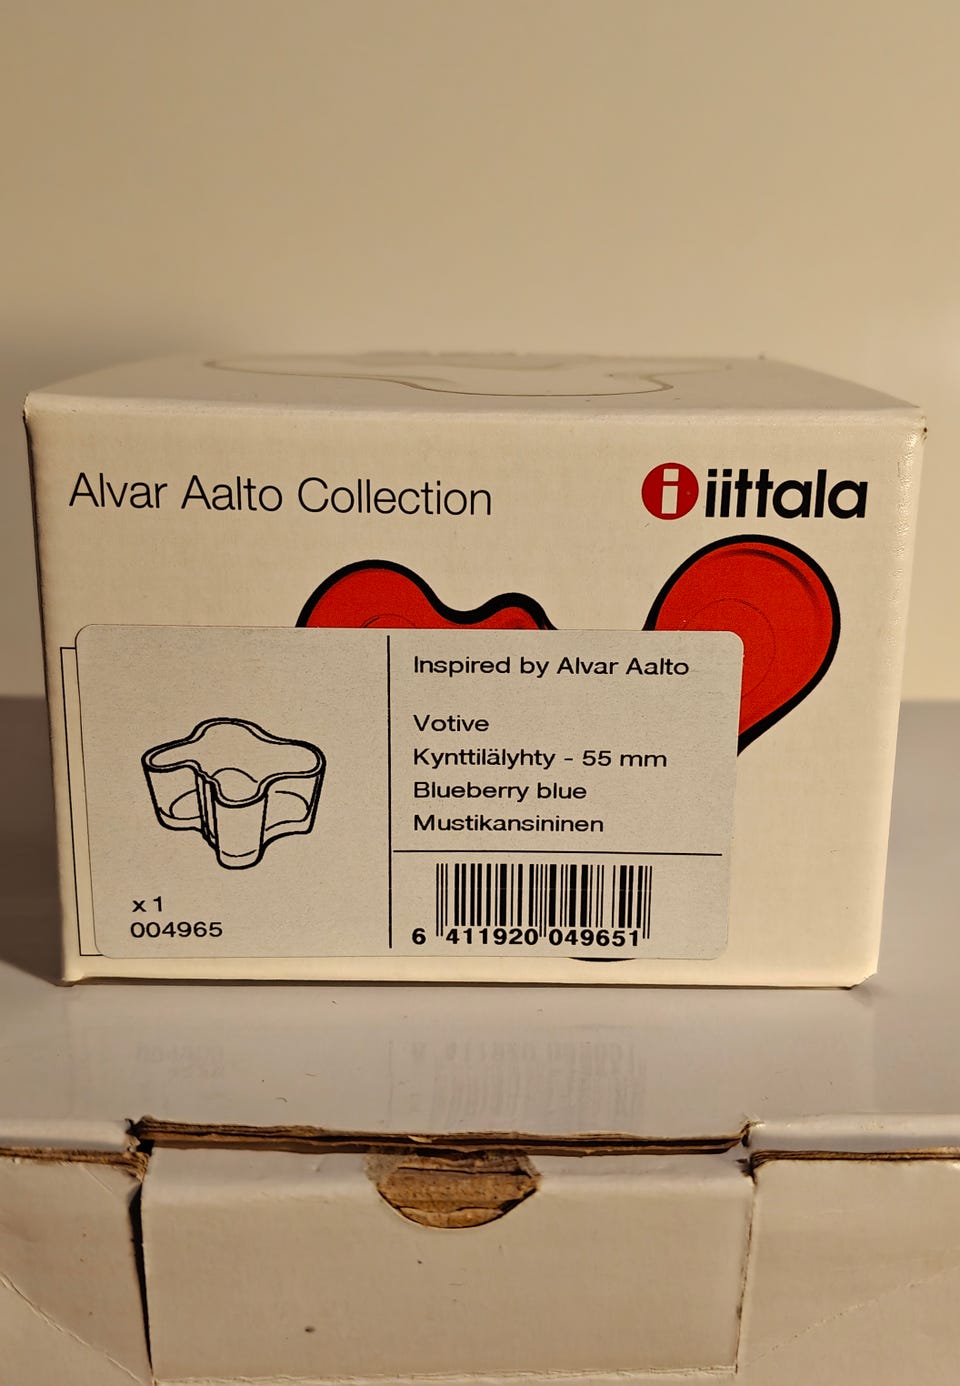 Alvar Aalto Collection
i iittala
Inspired by Alvar Aalto
Votive
Kynttilälyhty - 55 mm
Blueberry blue
Mustikansininen
x 1
004965
6 411920 049651